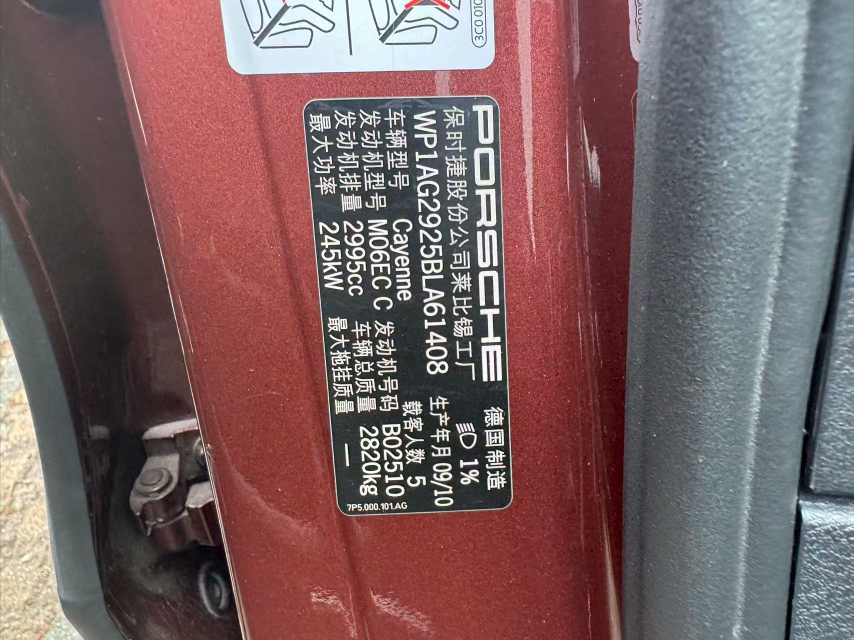 3C0 010
PORSCHE 德国制造
保时捷股份公司莱比锡工厂 1%
WP1AG2925BLA61408 生产年月 09/10
载客人数 5
车辆型号 Cayenne 发动机号码 B02510
发动机型号 M06EC C 车辆总质量 2820kg
发动机排量 2995cc 最大拖挂质量 —
最大功率 245kW
7P5.000.101.AG